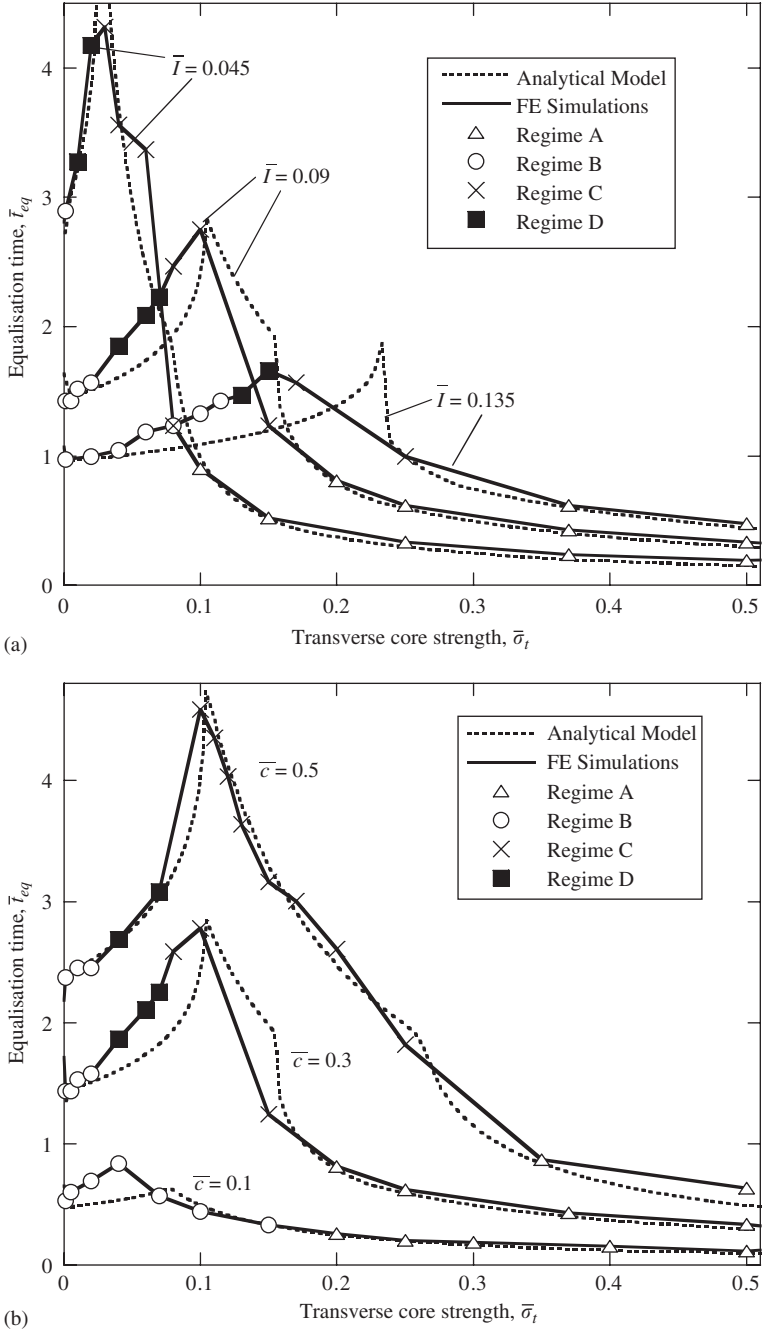 4
3
2
1
0
Equalisation time, t̄eq
Ī = 0.045
Ī = 0.09
Ī = 0.135
Analytical Model
FE Simulations
Regime A
Regime B
Regime C
Regime D
0 0.1 0.2 0.3 0.4 0.5
Transverse core strength, σ̄t
(a)
4
3
2
1
0
Equalisation time, t̄eq
c̄ = 0.5
c̄ = 0.3
c̄ = 0.1
Analytical Model
FE Simulations
Regime A
Regime B
Regime C
Regime D
0 0.1 0.2 0.3 0.4 0.5
Transverse core strength, σ̄t
(b)